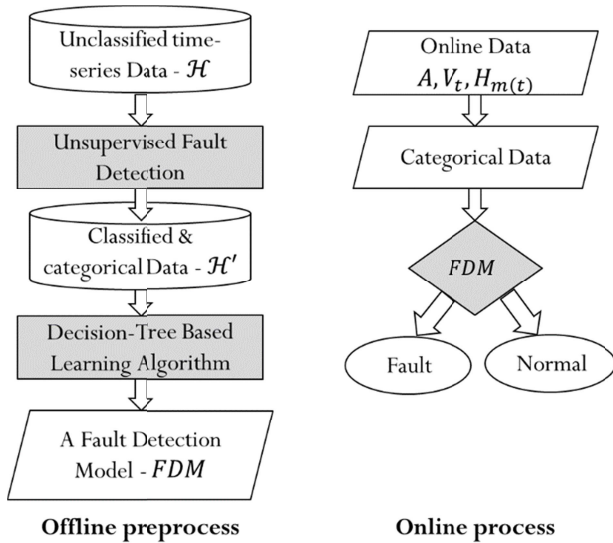 Unclassified time-
series Data - ℋ
Unsupervised Fault
Detection
Classified &
categorical Data - ℋ′
Decision-Tree Based
Learning Algorithm
A Fault Detection
Model - FDM
Offline preprocess
Online Data
A, V_t, H_{m(t)}
Categorical Data
FDM
Fault
Normal
Online process